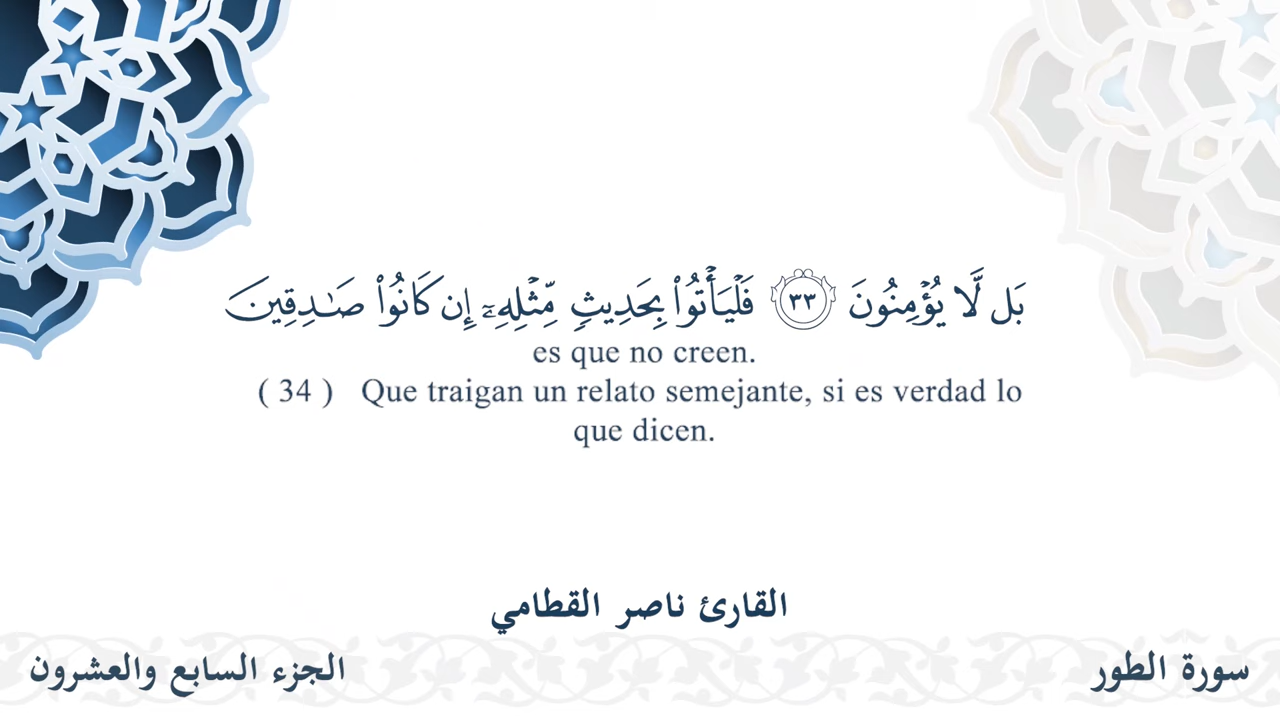 بَل لَّا يُؤْمِنُونَ ٣٣ فَلْيَأْتُوا۟ بِحَدِيثٍ مِّثْلِهِۦٓ إِن كَانُوا۟ صَـٰدِقِينَ
es que no creen.
( 34 ) Que traigan un relato semejante, si es verdad lo
que dicen.
القارئ ناصر القطامي
سورة الطور
الجزء السابع والعشرون